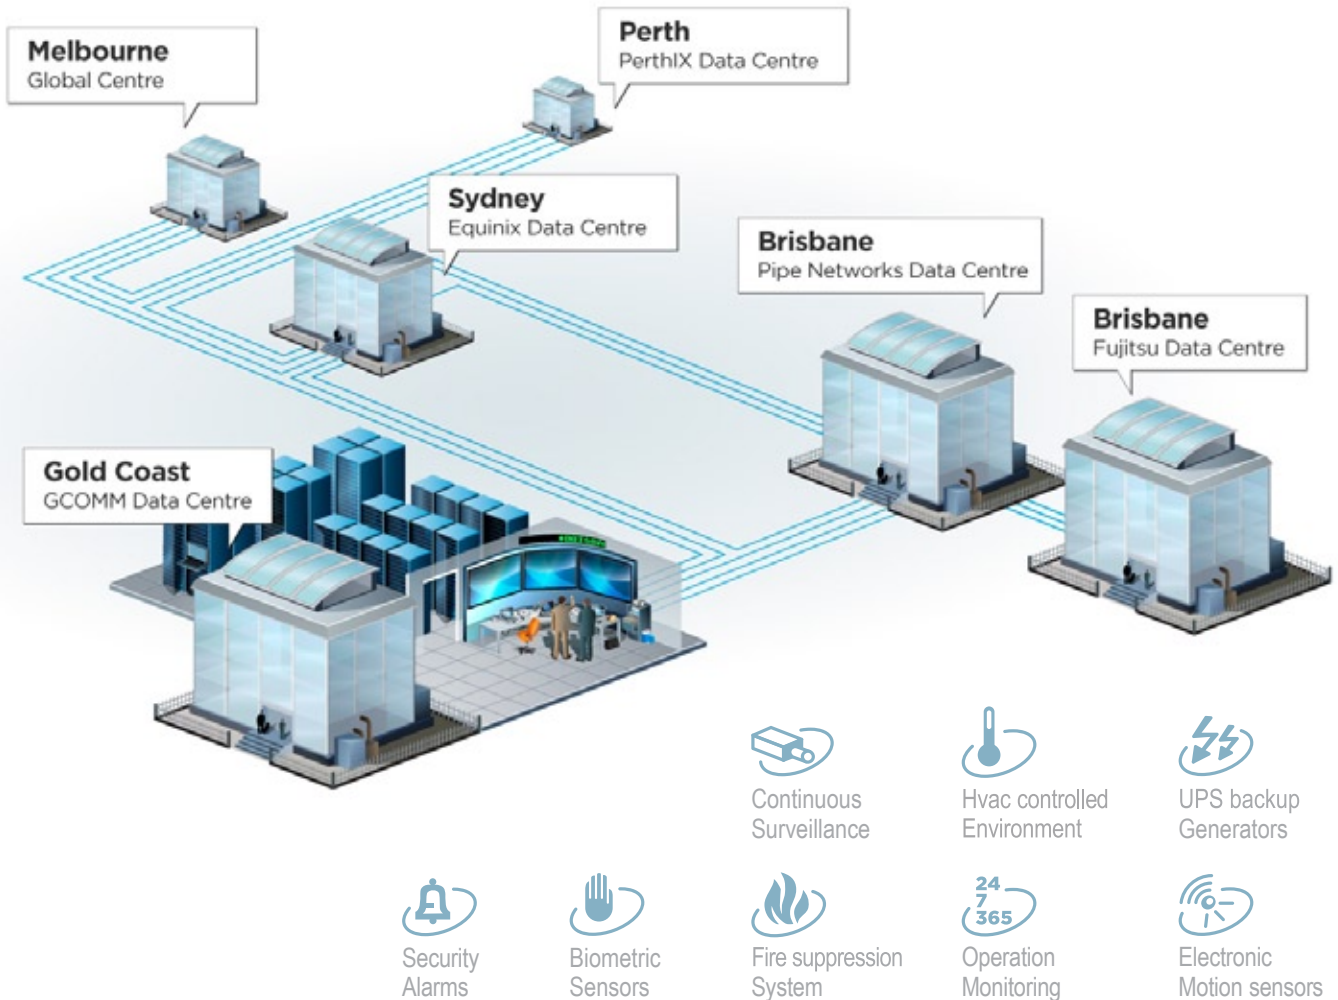 Melbourne
Global Centre
Perth
PerthIX Data Centre
Sydney
Equinix Data Centre
Brisbane
Pipe Networks Data Centre
Brisbane
Fujitsu Data Centre
Gold Coast
GCOMM Data Centre
Continuous
Surveillance
Hvac controlled
Environment
UPS backup
Generators
24
7
365
Security
Alarms
Biometric
Sensors
Fire suppression
System
Operation
Monitoring
Electronic
Motion sensors